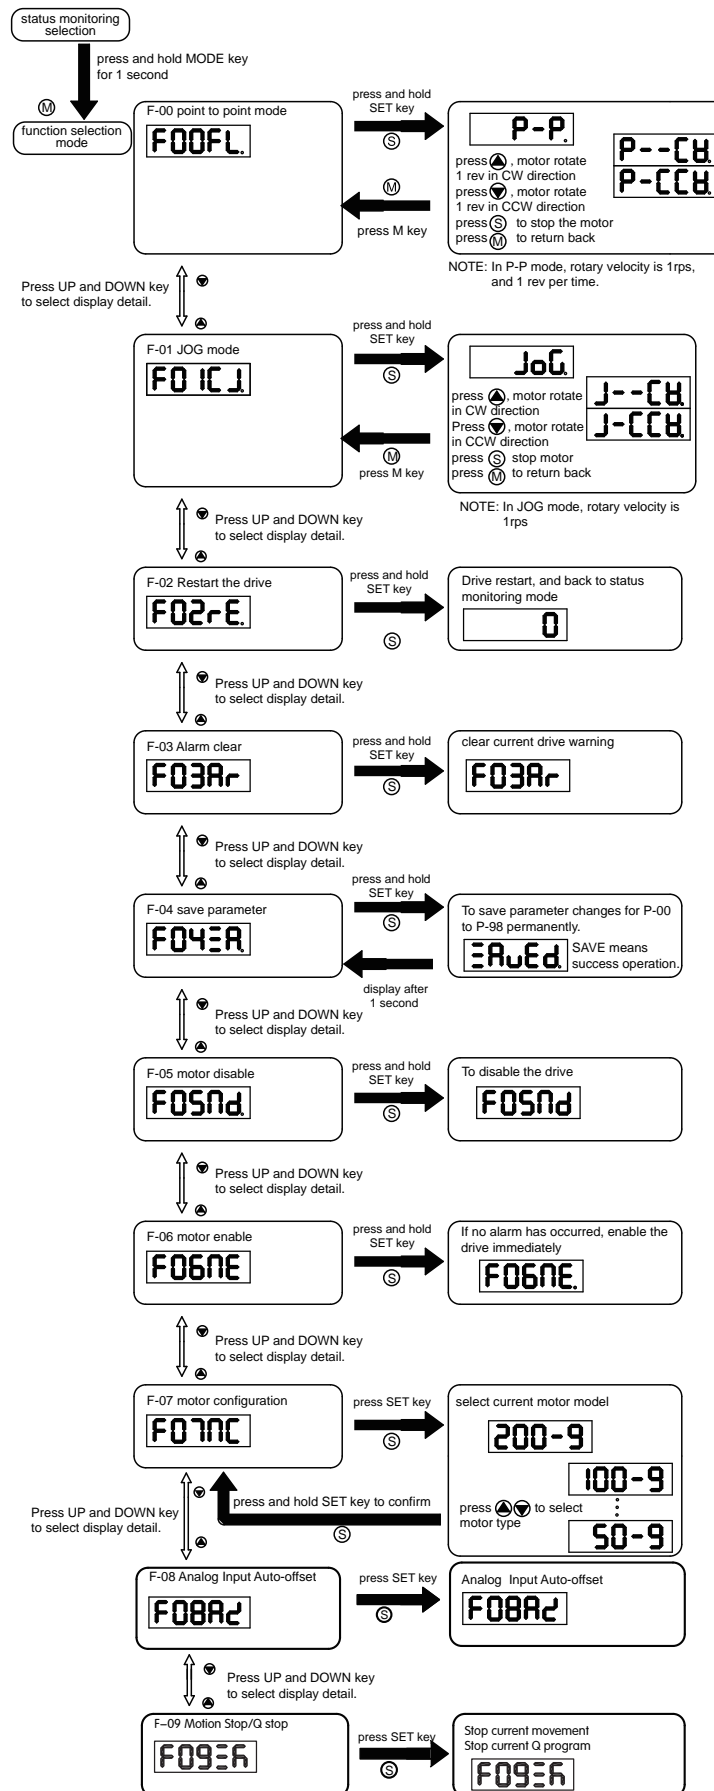 status monitoring
selection
press and hold MODE key
for 1 second
M
function selection
mode
F-00 point to point mode
F00FL.
press and hold
SET key
S
M
press M key
P-P.
P--CW.
P-CCW.
press , motor rotate
1 rev in CW direction
press , motor rotate
1 rev in CCW direction
press S to stop the motor
press M to return back
NOTE: In P-P mode, rotary velocity is 1rps,
and 1 rev per time.
Press UP and DOWN key
to select display detail.
F-01 JOG mode
F01CJ.
press and hold
SET key
S
M
press M key
JoG.
J--CW.
J-CCW.
press , motor rotate
in CW direction
Press , motor rotate
in CCW direction
press S stop motor
press M to return back
NOTE: In JOG mode, rotary velocity is
1rps
Press UP and DOWN key
to select display detail.
F-02 Restart the drive
F02rE.
press and hold
SET key
S
Drive restart, and back to status
monitoring mode
0
Press UP and DOWN key
to select display detail.
F-03 Alarm clear
F03Ar
press and hold
SET key
S
clear current drive warning
F03Ar
Press UP and DOWN key
to select display detail.
F-04 save parameter
F04ΞA.
press and hold
SET key
S
display after
1 second
To save parameter changes for P-00
to P-98 permanently.
ΞAuEd.
SAVE means
success operation.
Press UP and DOWN key
to select display detail.
F-05 motor disable
F05Nd.
press and hold
SET key
S
To disable the drive
F05Nd
Press UP and DOWN key
to select display detail.
F-06 motor enable
F06ME
press and hold
SET key
S
If no alarm has occurred, enable the
drive immediately
F06ME.
Press UP and DOWN key
to select display detail.
F-07 motor configuration
F07MC
press SET key
S
select current motor model
200-9
100-9
50-9
press to select
motor type
press and hold SET key to confirm
S
Press UP and DOWN key
to select display detail.
F-08 Analog Input Auto-offset
F08Ad
press SET key
S
Analog Input Auto-offset
F08Ad
Press UP and DOWN key
to select display detail.
F-09 Motion Stop/Q stop
F09Ξh
press SET key
S
Stop current movement
Stop current Q program
F09Ξh